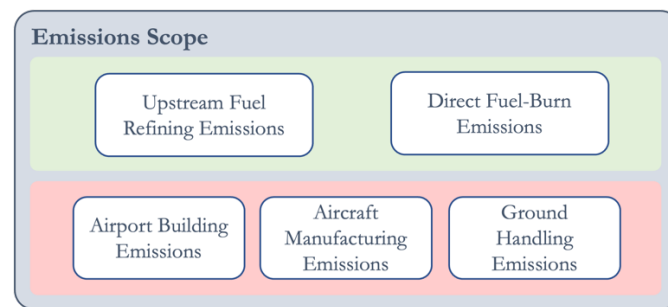 Emissions Scope
Upstream Fuel
Refining Emissions
Direct Fuel-Burn
Emissions
Airport Building
Emissions
Aircraft
Manufacturing
Emissions
Ground
Handling
Emissions